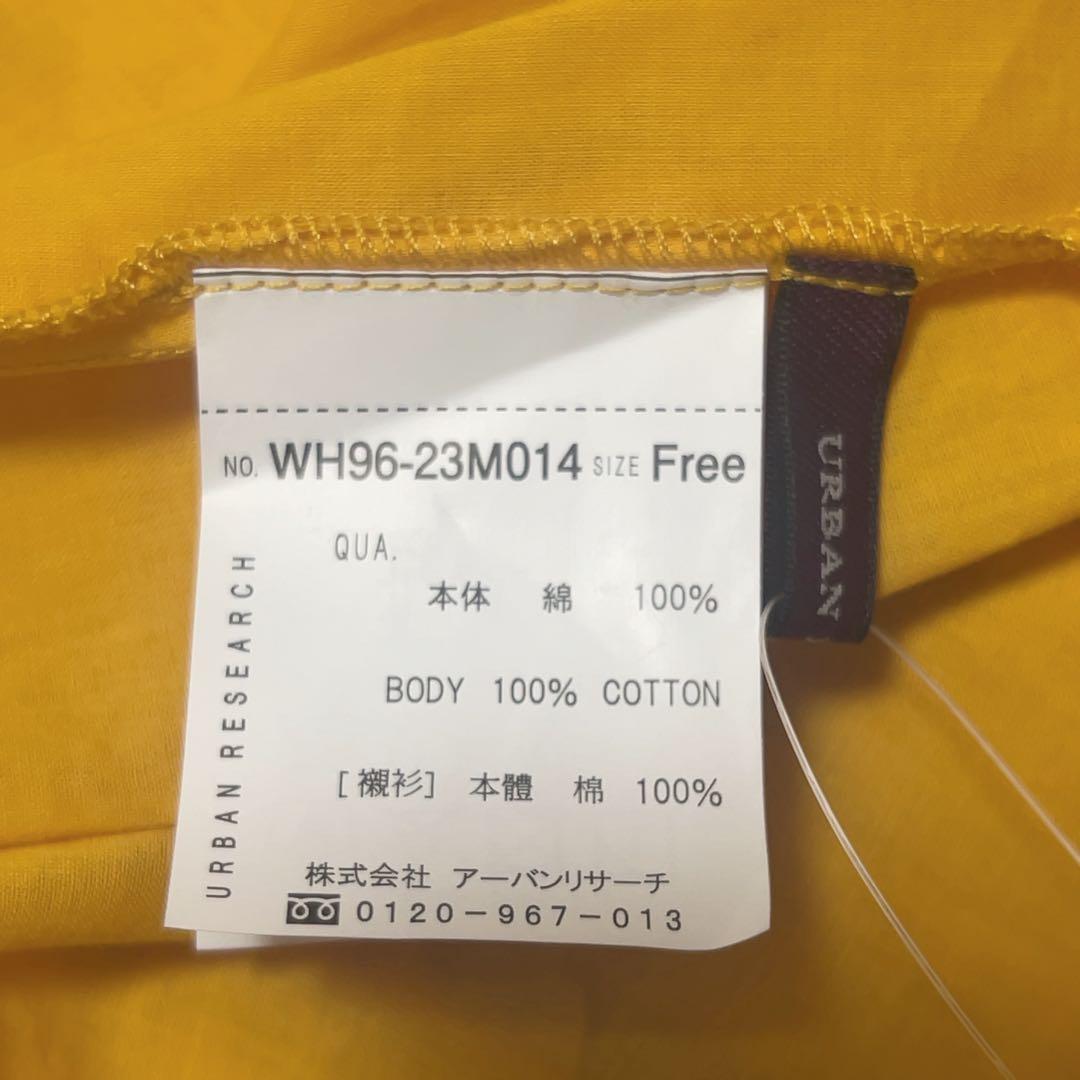 NO. WH96-23M014 SIZE Free
QUA.
本体 綿 100%
BODY 100% COTTON
[襯衫] 本體 棉 100%
株式会社 アーバンリサーチ
0120-967-013
URBAN RESEARCH
URBAN